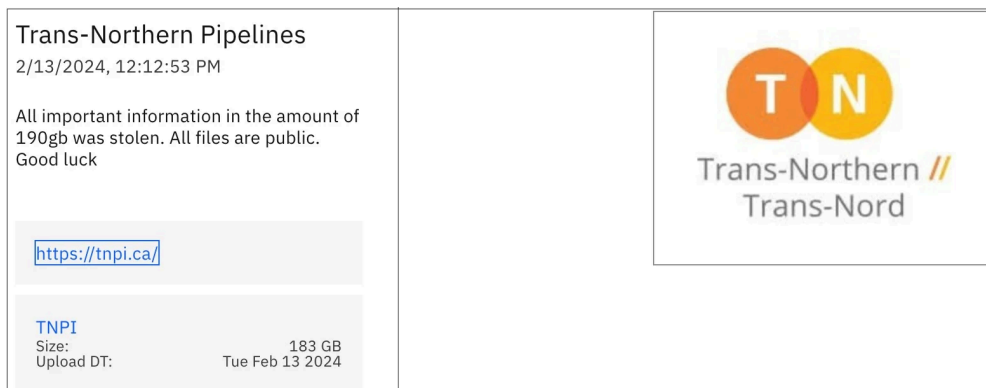 Trans-Northern Pipelines
2/13/2024, 12:12:53 PM
All important information in the amount of
190gb was stolen. All files are public.
Good luck
https://tnpi.ca/
TNPI
Size: 183 GB
Upload DT: Tue Feb 13 2024
T N
Trans-Northern //
Trans-Nord